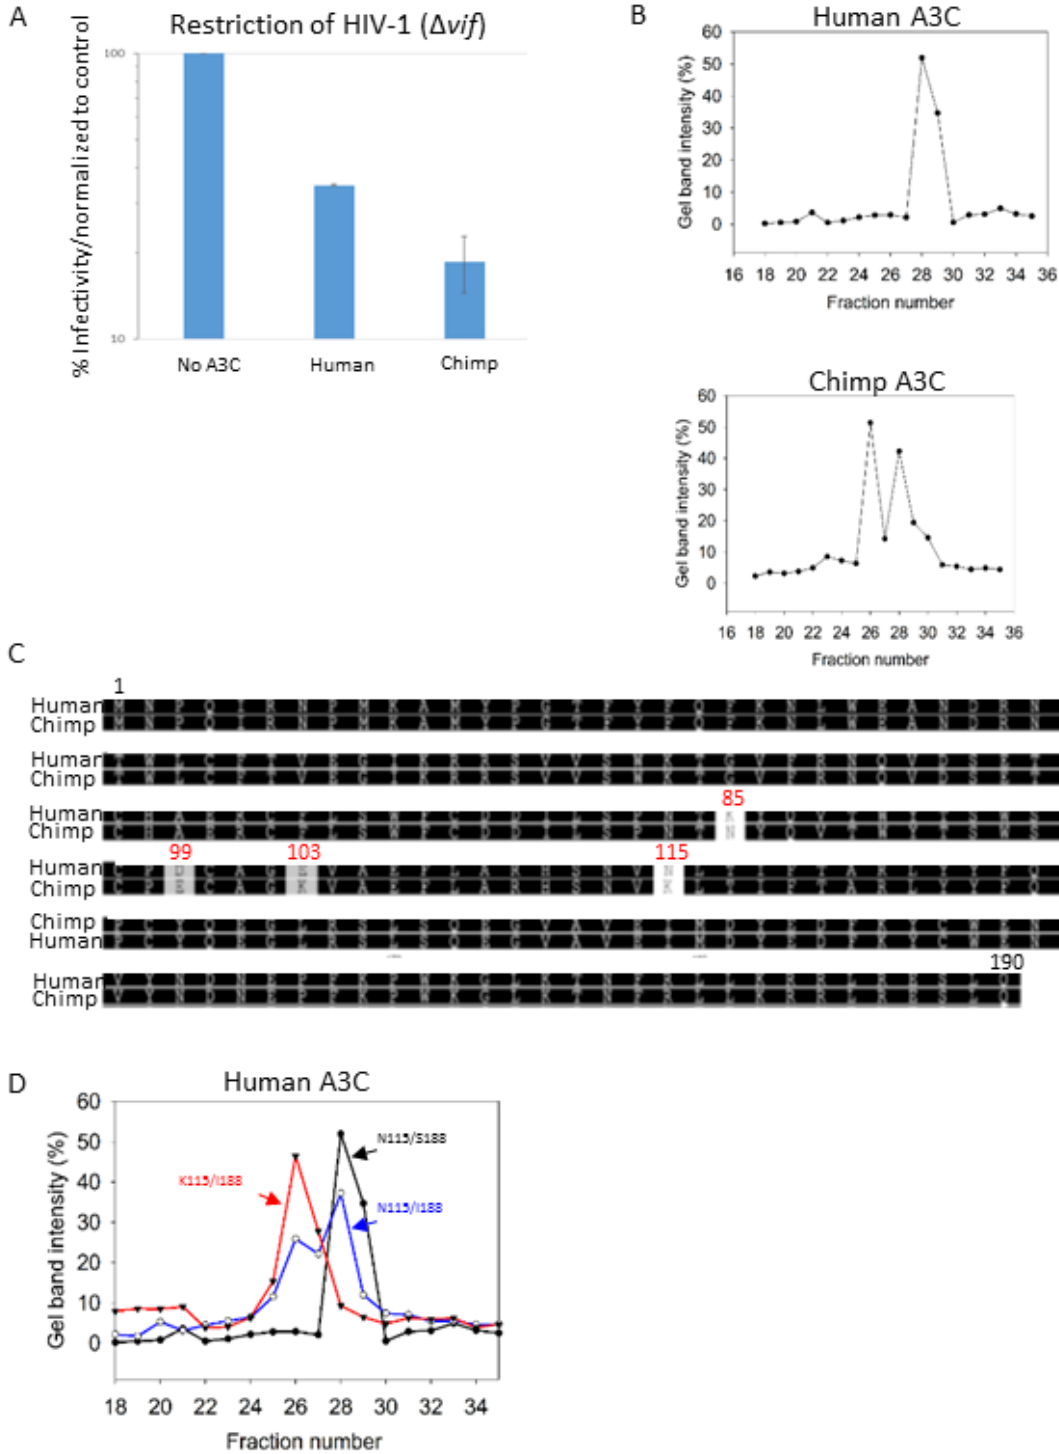 A
Restriction of HIV-1 (Δvif)
% Infectivity/normalized to control
100
10
No A3C Human Chimp
B
Human A3C
Gel band intensity (%)
60
50
40
30
20
10
0
16 18 20 22 24 26 28 30 32 34 36
Fraction number
Chimp A3C
Gel band intensity (%)
60
50
40
30
20
10
0
16 18 20 22 24 26 28 30 32 34 36
Fraction number
C
1
Human M N P Q I R N P M K A M Y P G T F Y F Q F K N L W E A N D R N
Chimp M N P Q I R N P M K A M Y P G T F Y F Q F K N L W E A N D R N
Human T W L C F T V E G I K R R S V V S W K T G V F R N Q V D S E T
Chimp T W L C F T V E G I K R R S V V S W K T G V F R N Q V D S E T
85
Human C H A E R C F L S W F C D D I L S P N T K Y Q V T W Y T S W S
Chimp C H A E R C F L S W F C D D I L S P N T N Y Q V T W Y T S W S
99 103 115
Human C P D C A G E V A E F L A R H S N V N L T I F T A R L Y Y F Q
Chimp C P E C A G K V A E F L A R H S N V K L T I F T A R L Y Y F Q
Chimp P C Y Q E G L R S L S Q E G V A V E I M D Y E D F K Y C W E N
Human P C Y Q E G L R S L S Q E G V A V E I M D Y E D F K Y C W E N
190
Human V Y N D N E P F K P W K G L K T N F R L L K R R L R E S L Q
Chimp V Y N D N E P F K P W K G L K T N F R L L K R R L R E S L Q
D
Human A3C
Gel band intensity (%)
60
50
40
30
20
10
0
K115/I188
N115/S188
N115/I188
18 20 22 24 26 28 30 32 34
Fraction number